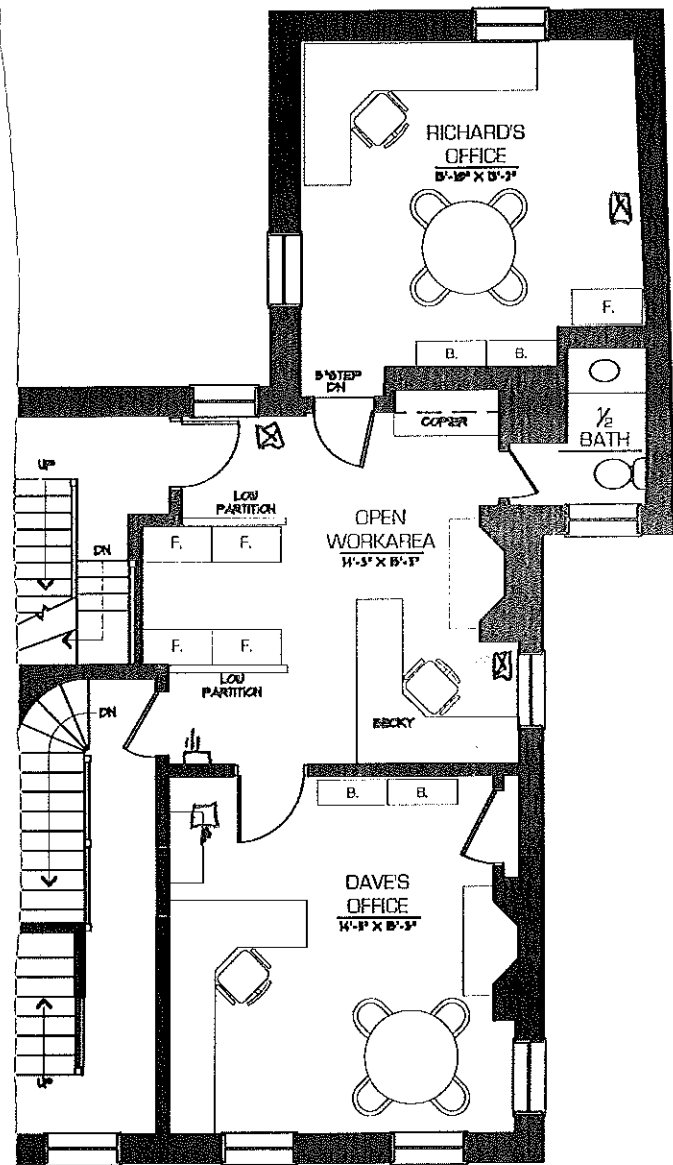 RICHARD'S
OFFICE
F.
B. B.
DN
COPIER
1/2
BATH
UP
LOW
PARTITION
OPEN
WORKAREA
DN
F. F.
F. F.
LOW
PARTITION
DN
BECKY
B. B.
DAVE'S
OFFICE
UP